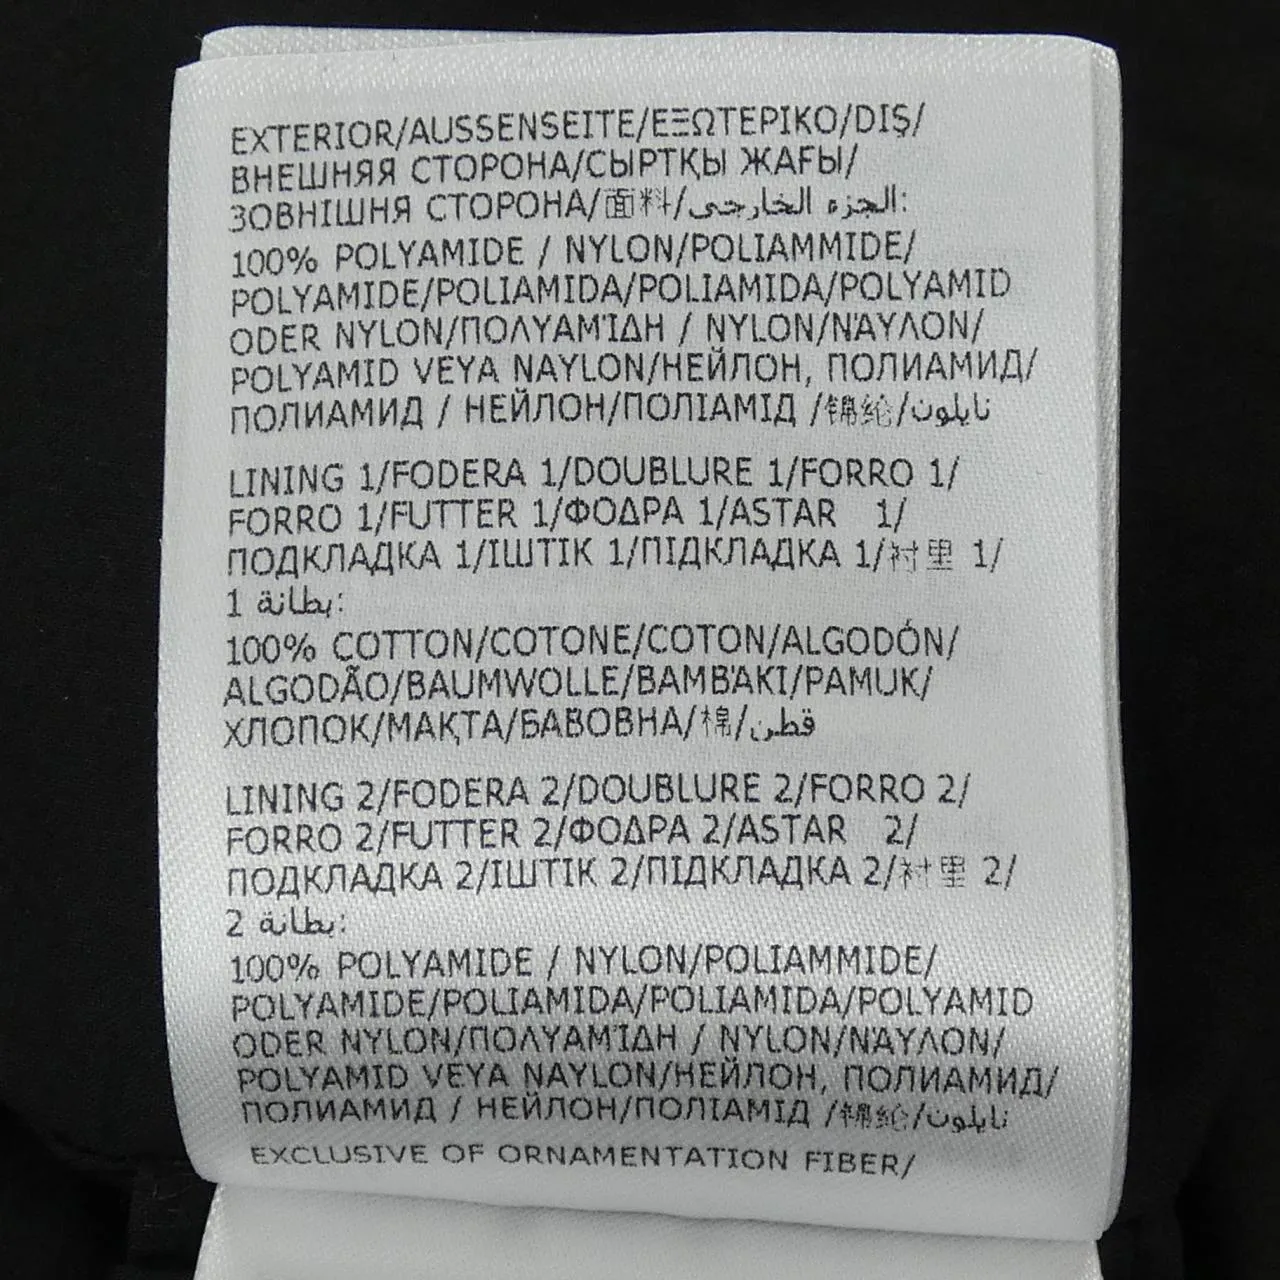 EXTERIOR/AUSSENSEITE/ΕΞΩΤΕΡΙΚΟ/DIŞ/
ВНЕШНЯЯ СТОРОНА/СЫРТҚЫ ЖАҒЫ/
ЗОВНІШНЯ СТОРОНА/面料/الجزء الخارجي:
100% POLYAMIDE / NYLON/POLIAMMIDE/
POLYAMIDE/POLIAMIDA/POLIAMIDA/POLYAMID
ODER NYLON/ΠΟΛΥΑΜΊΔΗ / NYLON/ΝΆΥΛΟΝ/
POLYAMID VEYA NAYLON/НЕЙЛОН, ПОЛИАМИД/
ПОЛИАМИД / НЕЙЛОН/ПОЛІАМІД /锦纶/نايلون
LINING 1/FODERA 1/DOUBLURE 1/FORRO 1/
FORRO 1/FUTTER 1/ΦΟΔΡΑ 1/ASTAR 1/
ПОДКЛАДКА 1/ІШТІК 1/ПІДКЛАДКА 1/衬里 1/
بطانة 1:
100% COTTON/COTONE/COTON/ALGODÓN/
ALGODÃO/BAUMWOLLE/ΒΑΜΒΆΚΙ/PAMUK/
ХЛОПОК/МАҚТА/БАВОВНА/棉/قطن
LINING 2/FODERA 2/DOUBLURE 2/FORRO 2/
FORRO 2/FUTTER 2/ΦΟΔΡΑ 2/ASTAR 2/
ПОДКЛАДКА 2/ІШТІК 2/ПІДКЛАДКА 2/衬里 2/
بطانة 2:
100% POLYAMIDE / NYLON/POLIAMMIDE/
POLYAMIDE/POLIAMIDA/POLIAMIDA/POLYAMID
ODER NYLON/ΠΟΛΥΑΜΊΔΗ / NYLON/ΝΆΥΛΟΝ/
POLYAMID VEYA NAYLON/НЕЙЛОН, ПОЛИАМИД/
ПОЛИАМИД / НЕЙЛОН/ПОЛІАМІД /锦纶/نايلون
EXCLUSIVE OF ORNAMENTATION FIBER/